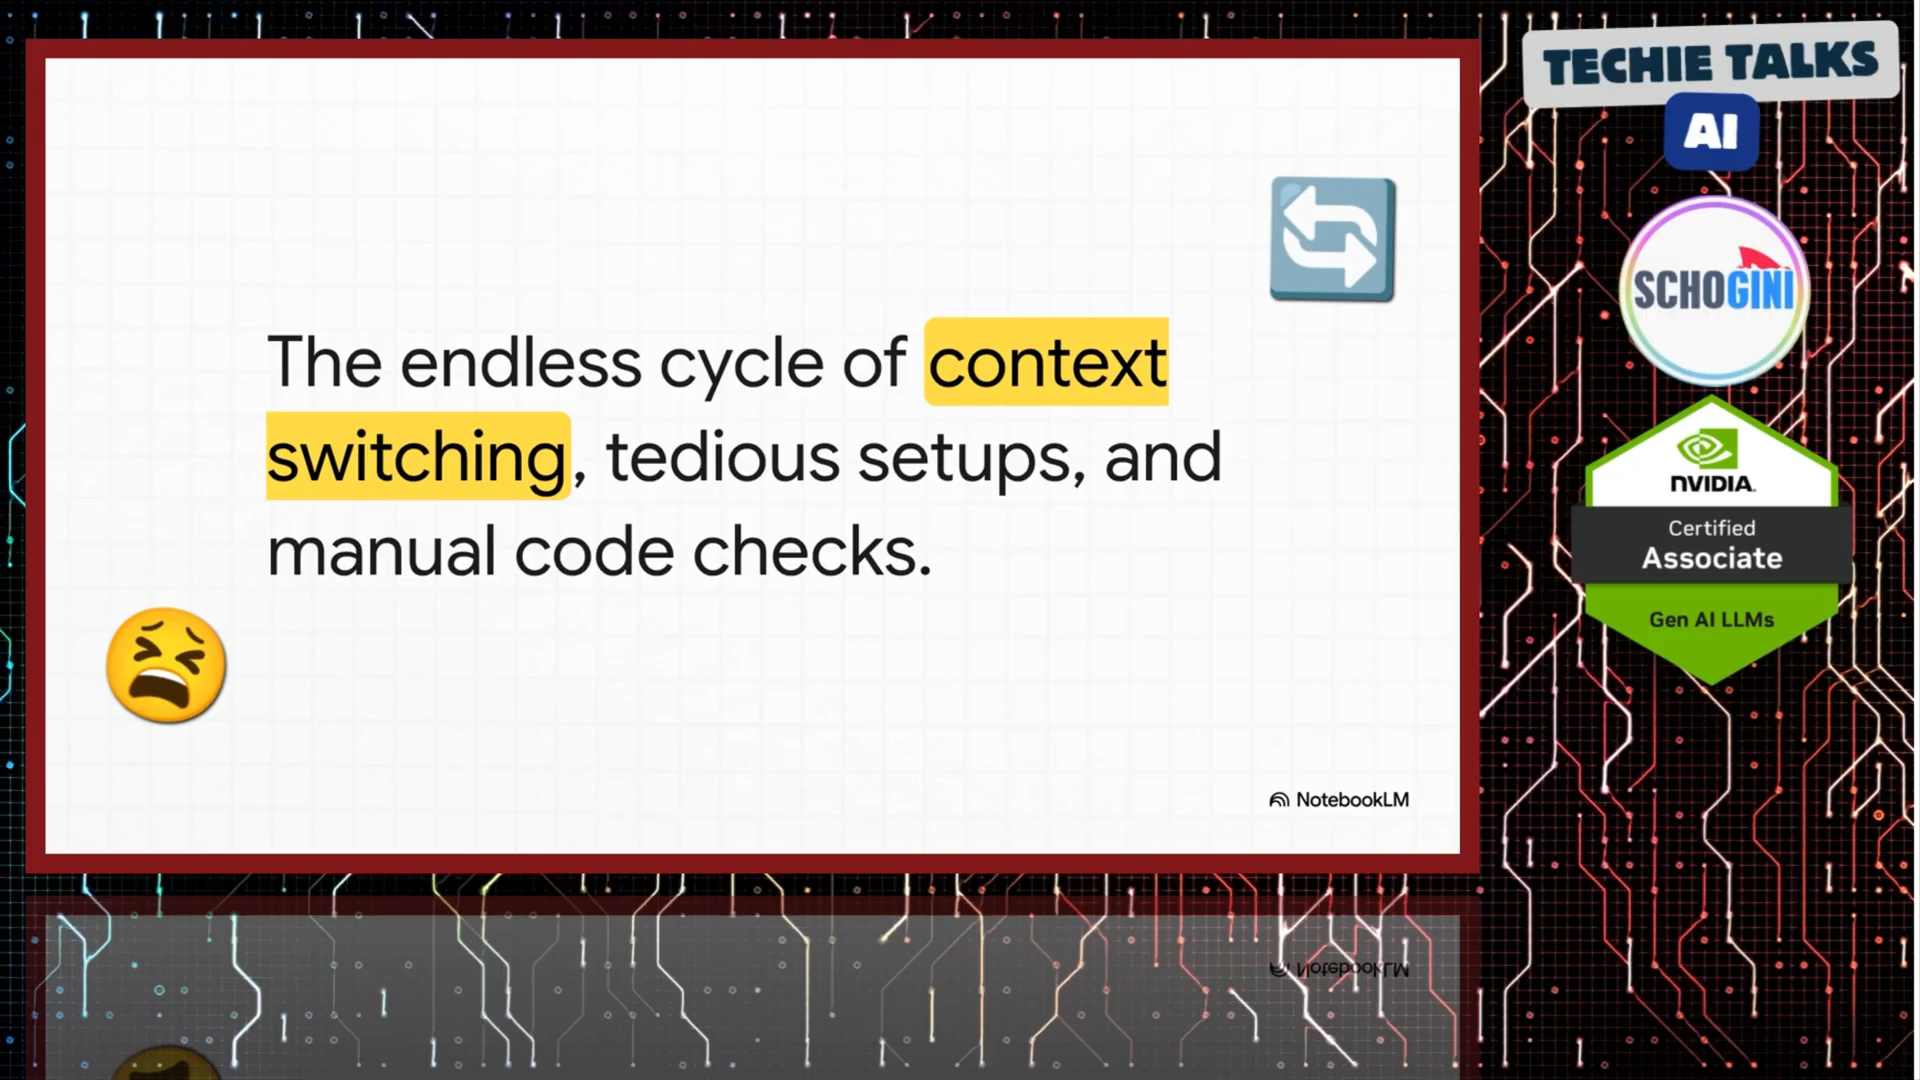 The endless cycle of context
switching, tedious setups, and
manual code checks.
NotebookLM
TECHIE TALKS
AI
SCHOGINI
NVIDIA
Certified
Associate
Gen AI LLMs
NotebookLM